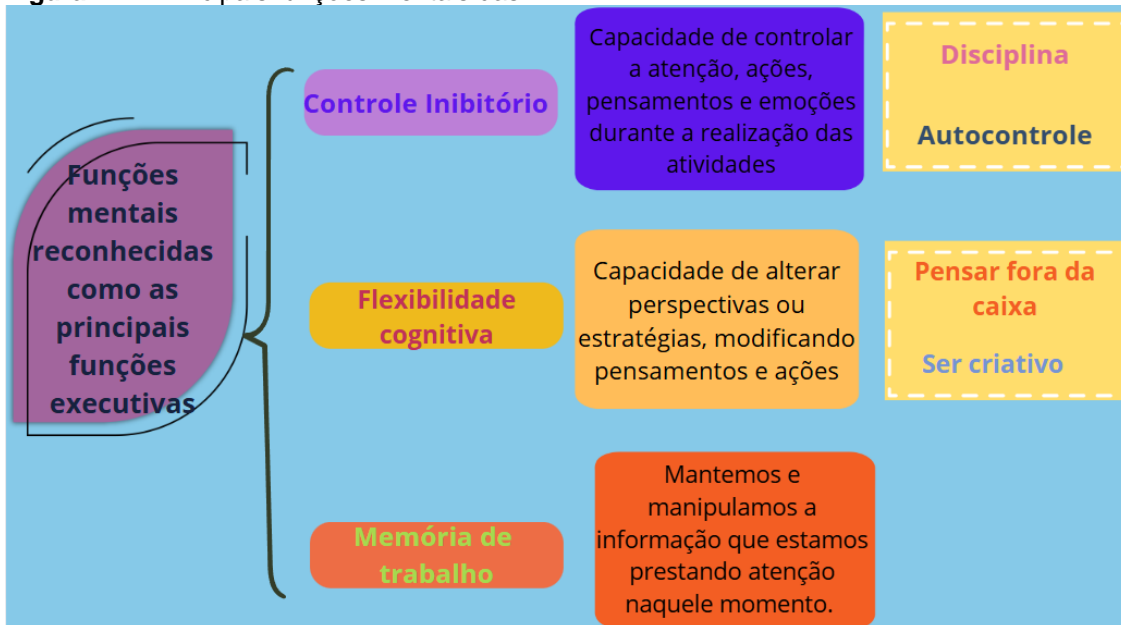 Funções
mentais
reconhecidas
como as
principais
funções
executivas
Controle Inibitório
Capacidade de controlar
a atenção, ações,
pensamentos e emoções
durante a realização das
atividades
Disciplina
Autocontrole
Flexibilidade
cognitiva
Capacidade de alterar
perspectivas ou
estratégias, modificando
pensamentos e ações
Pensar fora da
caixa
Ser criativo
Memória de
trabalho
Mantemos e
manipulamos a
informação que estamos
prestando atenção
naquele momento.